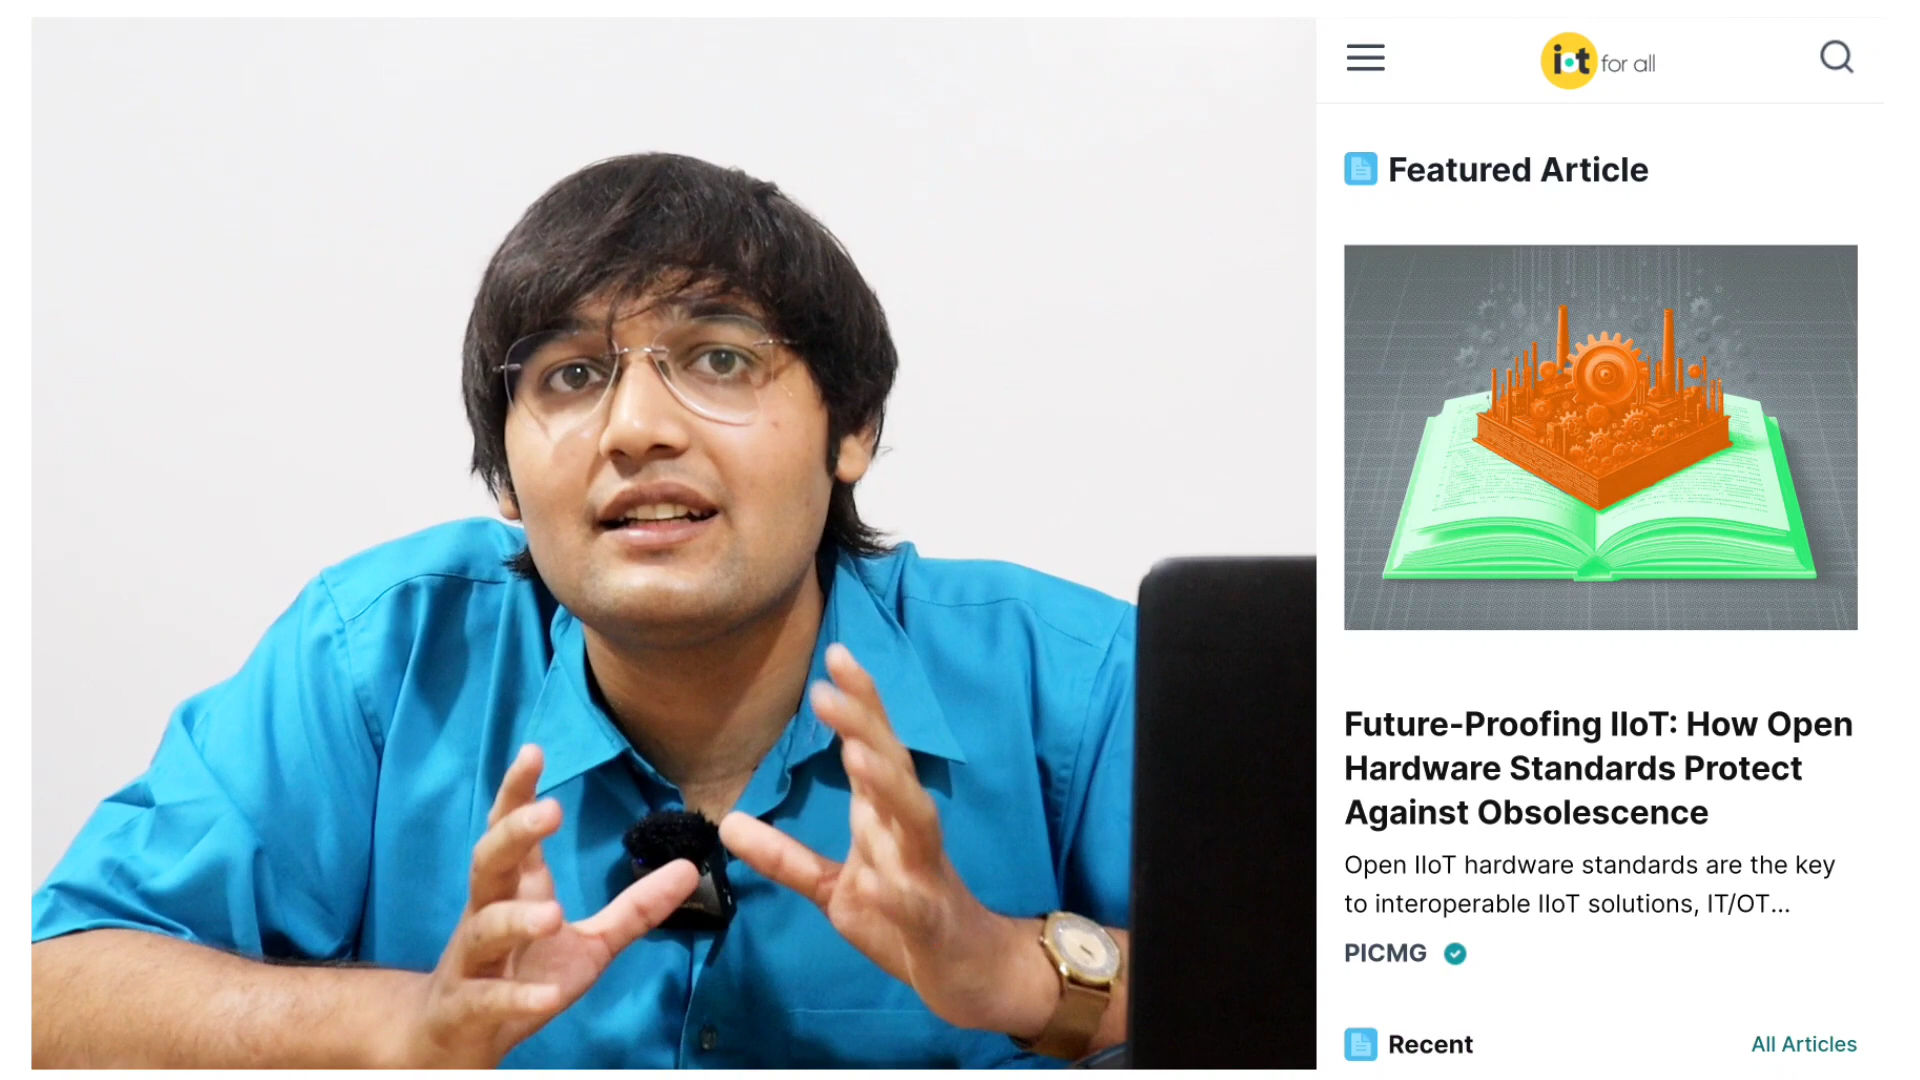 iot for all
Featured Article
Future-Proofing IIoT: How Open
Hardware Standards Protect
Against Obsolescence
Open IIoT hardware standards are the key
to interoperable IIoT solutions, IT/OT...
PICMG
Recent
All Articles